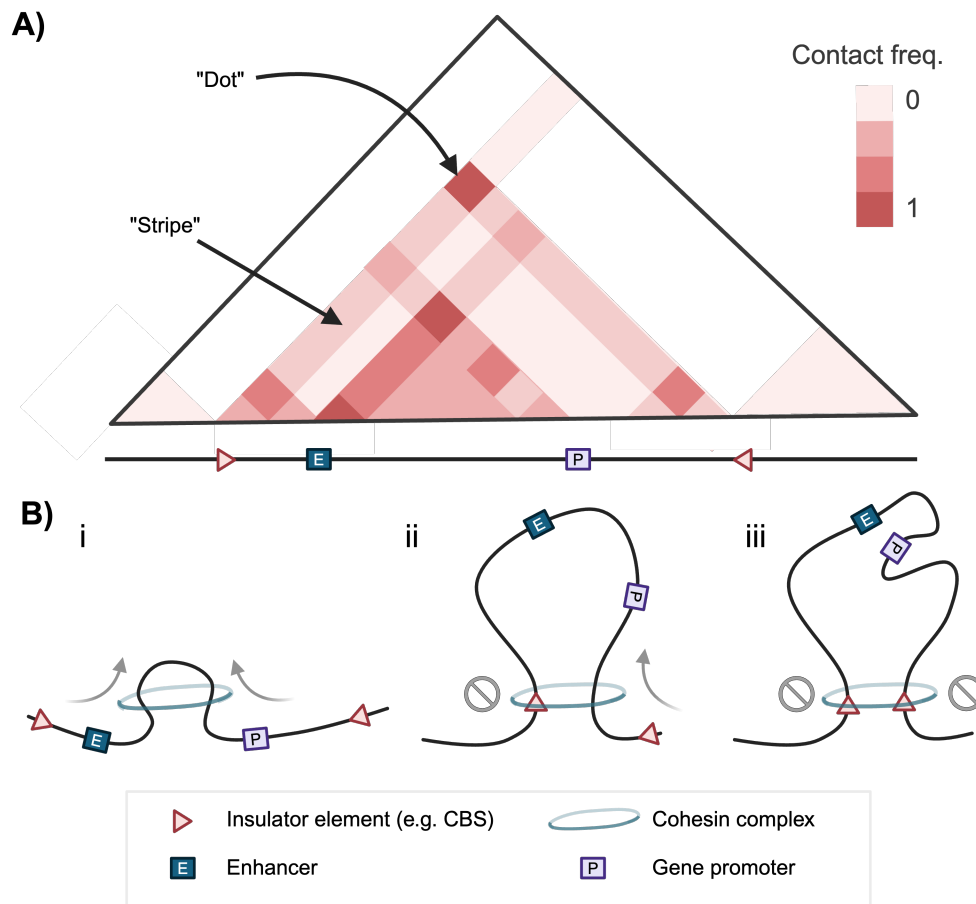 A)
"Dot"
Contact freq.
0
1
"Stripe"
E
P
B)
i
ii
iii
E
P
E
P
E
P
Insulator element (e.g. CBS)
Cohesin complex
E
Enhancer
P
Gene promoter